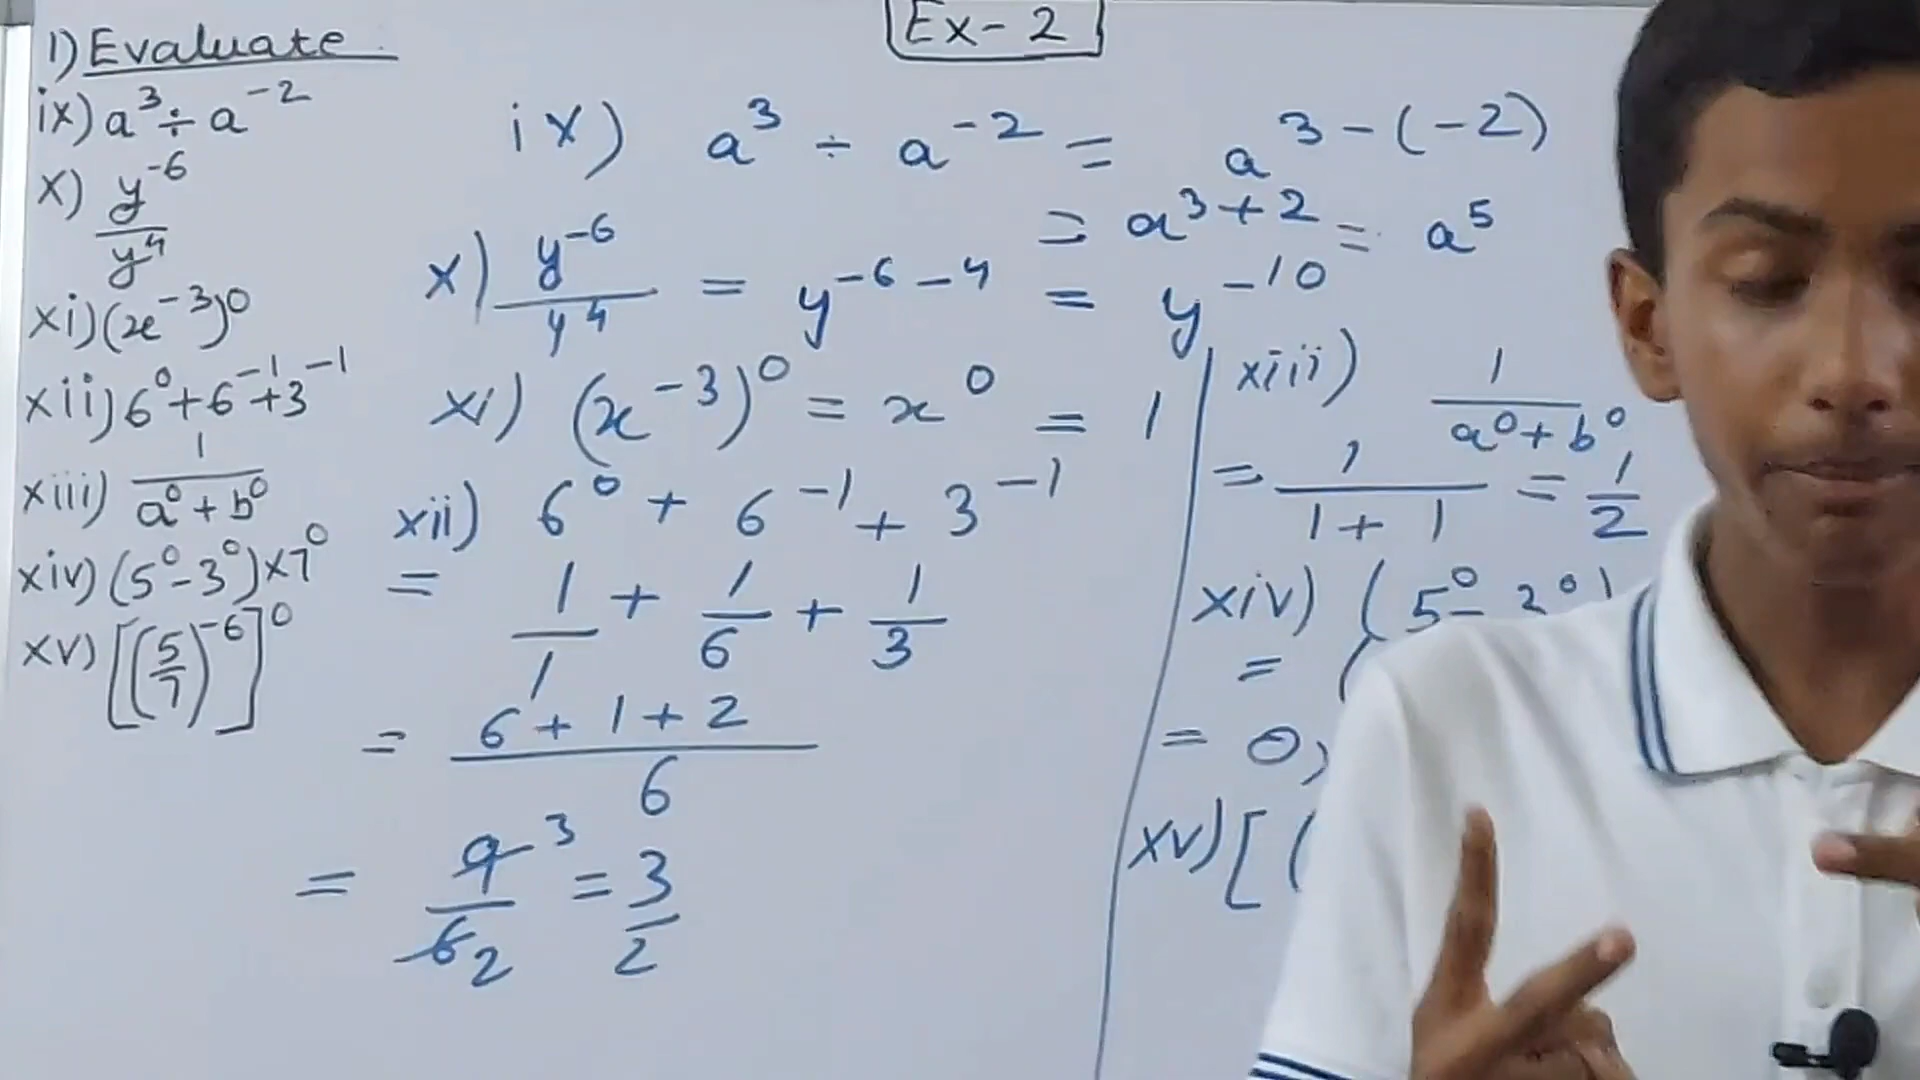 Ex-2
1) Evaluate
ix) a³ ÷ a⁻²
x) y⁻⁶/y⁴
xi) (x⁻³)⁰
xii) 6⁰ + 6⁻¹ + 3⁻¹
xiii) 1/(a⁰ + b⁰)
xiv) (5⁰ - 3⁰) × 7⁰
xv) [(5/7)⁻⁶]⁰
ix) a³ ÷ a⁻² = a³⁻⁽⁻²⁾
= a³⁺² = a⁵
x) y⁻⁶/y⁴ = y⁻⁶⁻⁴ = y⁻¹⁰
xi) (x⁻³)⁰ = x⁰ = 1
xii) 6⁰ + 6⁻¹ + 3⁻¹
= 1/1 + 1/6 + 1/3
= (6 + 1 + 2)/6
= 9 3/6 2 = 3/2
xiii) 1/(a⁰ + b⁰)
= 1/(1 + 1) = 1/2
xiv) (5⁰ -
= (
= 0
xv) [(